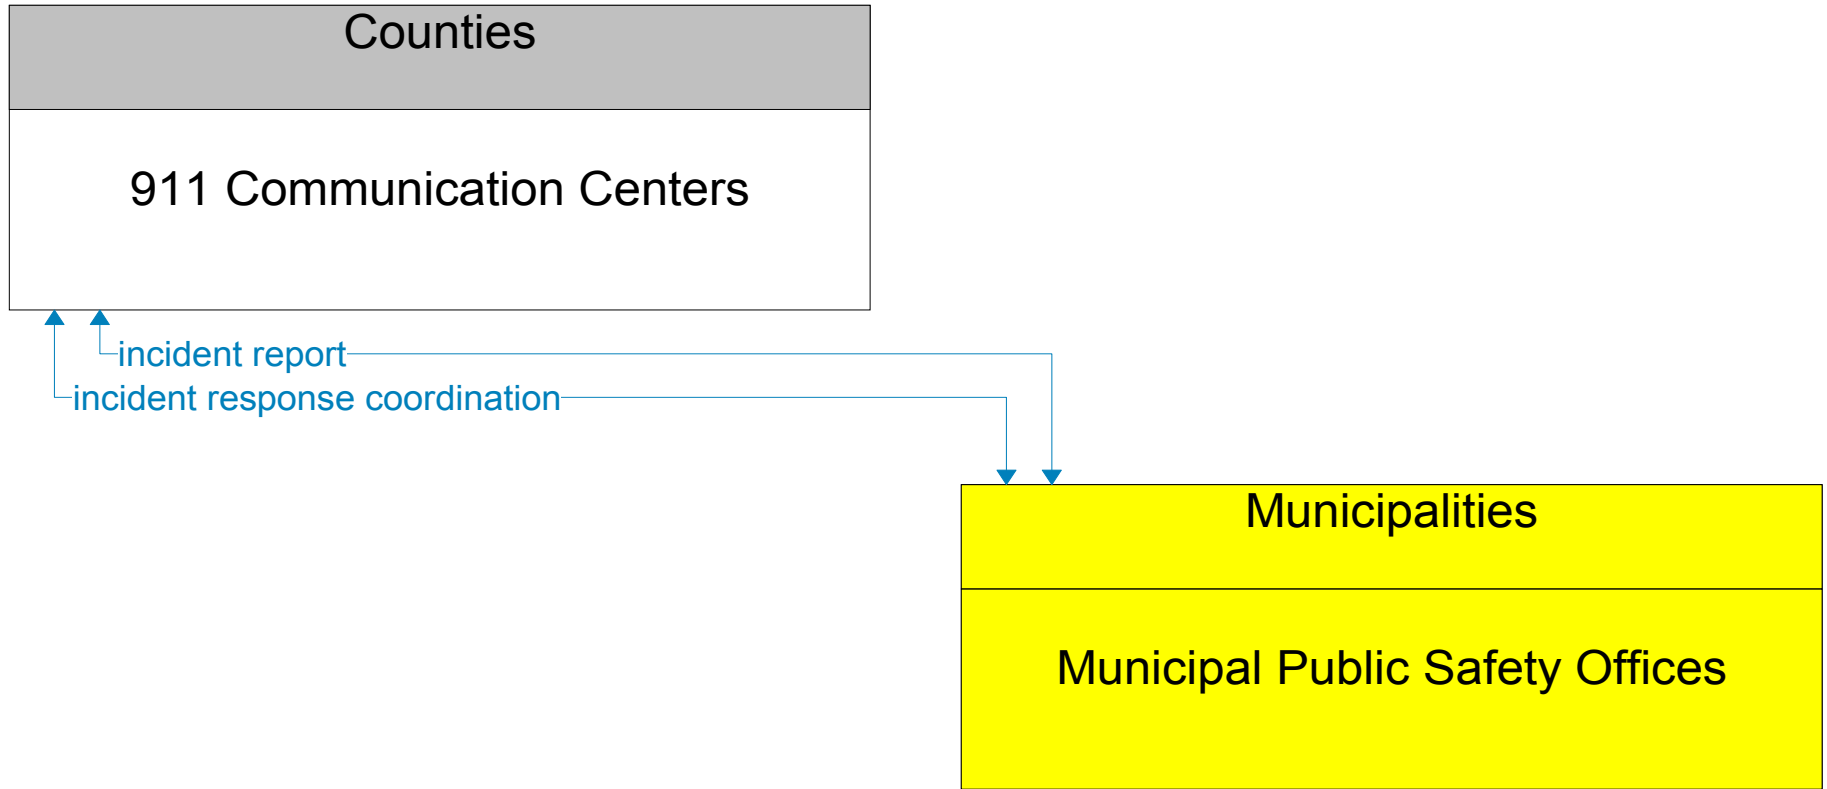 Counties
911 Communication Centers
incident report
incident response coordination
Municipalities
Municipal Public Safety Offices